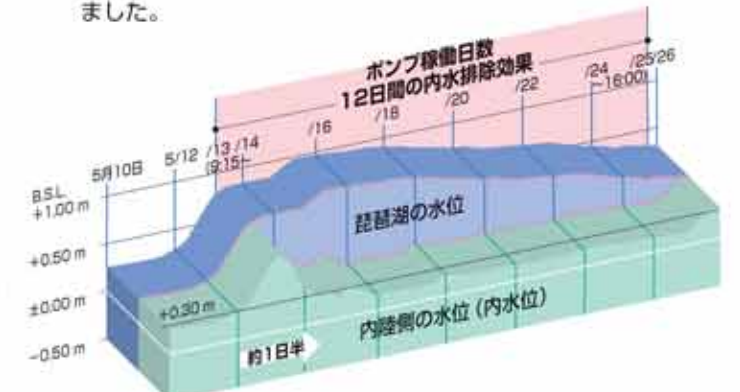 ました。
ポンプ稼働日数
12日間の内水排除効果
5月10日
5/12
/13
(9:15~
/14
/16
/18
/20
/22
/24
/25
~16:00)
/26
B.S.L.
+1.00 m
+0.50 m
±0.00 m
-0.50 m
琵琶湖の水位
+0.30 m
内陸側の水位(内水位)
約1日半